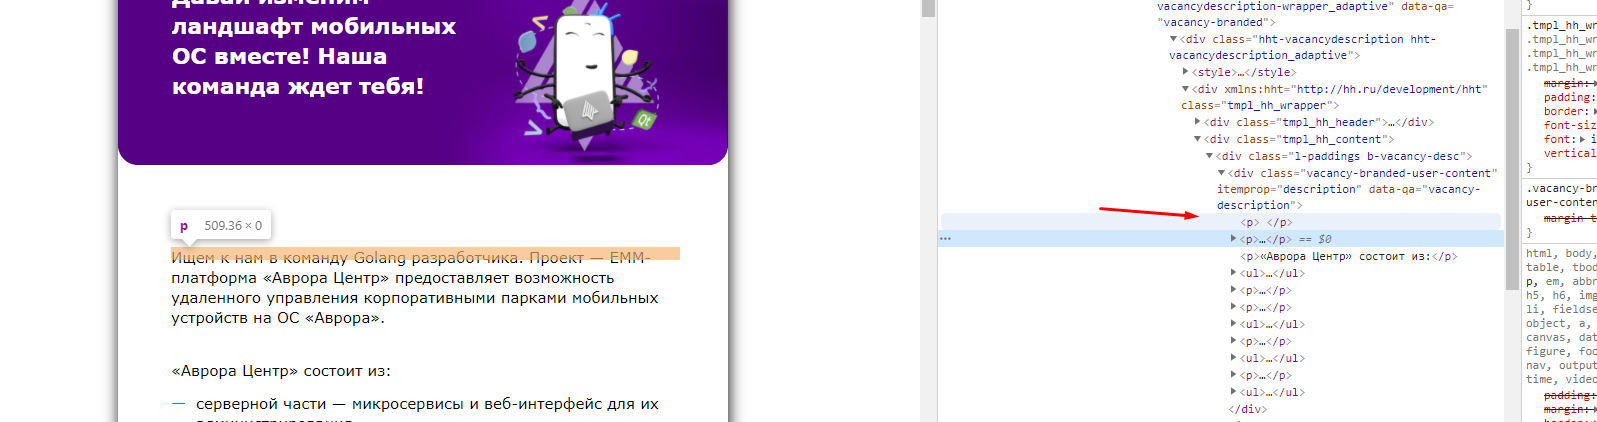 Давай изменим
ландшафт мобильных
ОС вместе! Наша
команда ждет тебя!
Qt
p 509.36 × 0
Ищем к нам в команду Golang разработчика. Проект — EMM-
платформа «Аврора Центр» предоставляет возможность
удаленного управления корпоративными парками мобильных
устройств на ОС «Аврора».
«Аврора Центр» состоит из:
— серверной части — микросервисы и веб-интерфейс для их
vacancydescription-wrapper_adaptive" data-qa=
"vacancy-branded">
▼<div class="hht-vacancydescription hht-
vacancydescription_adaptive">
▶<style>…</style>
▼<div xmlns:hht="http://hh.ru/development/hht"
class="tmpl_hh_wrapper">
▶<div class="tmpl_hh_header">…</div>
▼<div class="tmpl_hh_content">
▼<div class="l-paddings b-vacancy-desc">
▼<div class="vacancy-branded-user-content"
itemprop="description" data-qa="vacancy-
description">
<p> </p>
… ▶<p>…</p> == $0
<p>«Аврора Центр» состоит из:</p>
▶<ul>…</ul>
▶<p>…</p>
▶<p>…</p>
▶<ul>…</ul>
▶<p>…</p>
▶<ul>…</ul>
▶<p>…</p>
▶<ul>…</ul>
</div>
}
.tmpl_hh_wr
.tmpl_hh_wr
.tmpl_hh_wr
.tmpl_hh_wr
margin:
padding:
border:
font-siz
font:▶ i
vertical
}
.vacancy-br
user-conten
margin-t
}
html, body,
table, tbod
p, em, abbr
h5, h6, img
li, fieldse
object, a,
canvas, dat
figure, foo
nav, output
time, video
padding:
margin: